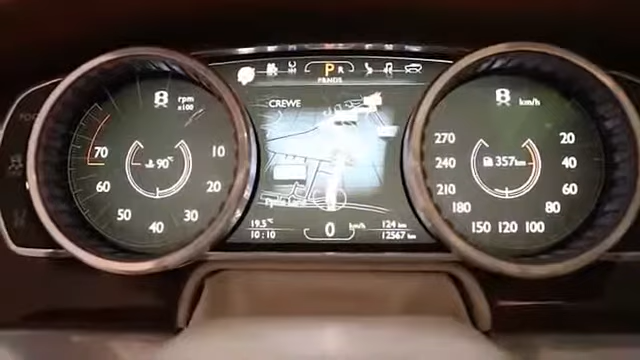 P R
PRNDS
CREWE
rpm
x100
90°C
10
20
30
40
50
60
70
km/h
357km
20
40
60
80
100
120
150
180
210
240
270
19.5°C
10:10
0 km/h
124 km
12567 km